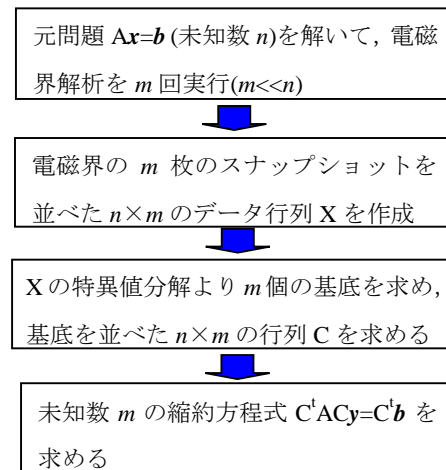 元問題 Ax=b (未知数 n)を解いて, 電磁
界解析を m 回実行(m<<n)
電磁界の m 枚のスナップショットを
並べた n×m のデータ行列 X を作成
X の特異値分解より m 個の基底を求め,
基底を並べた n×m の行列 C を求める
未知数 m の縮約方程式 CᵗACy=Cᵗb を
求める